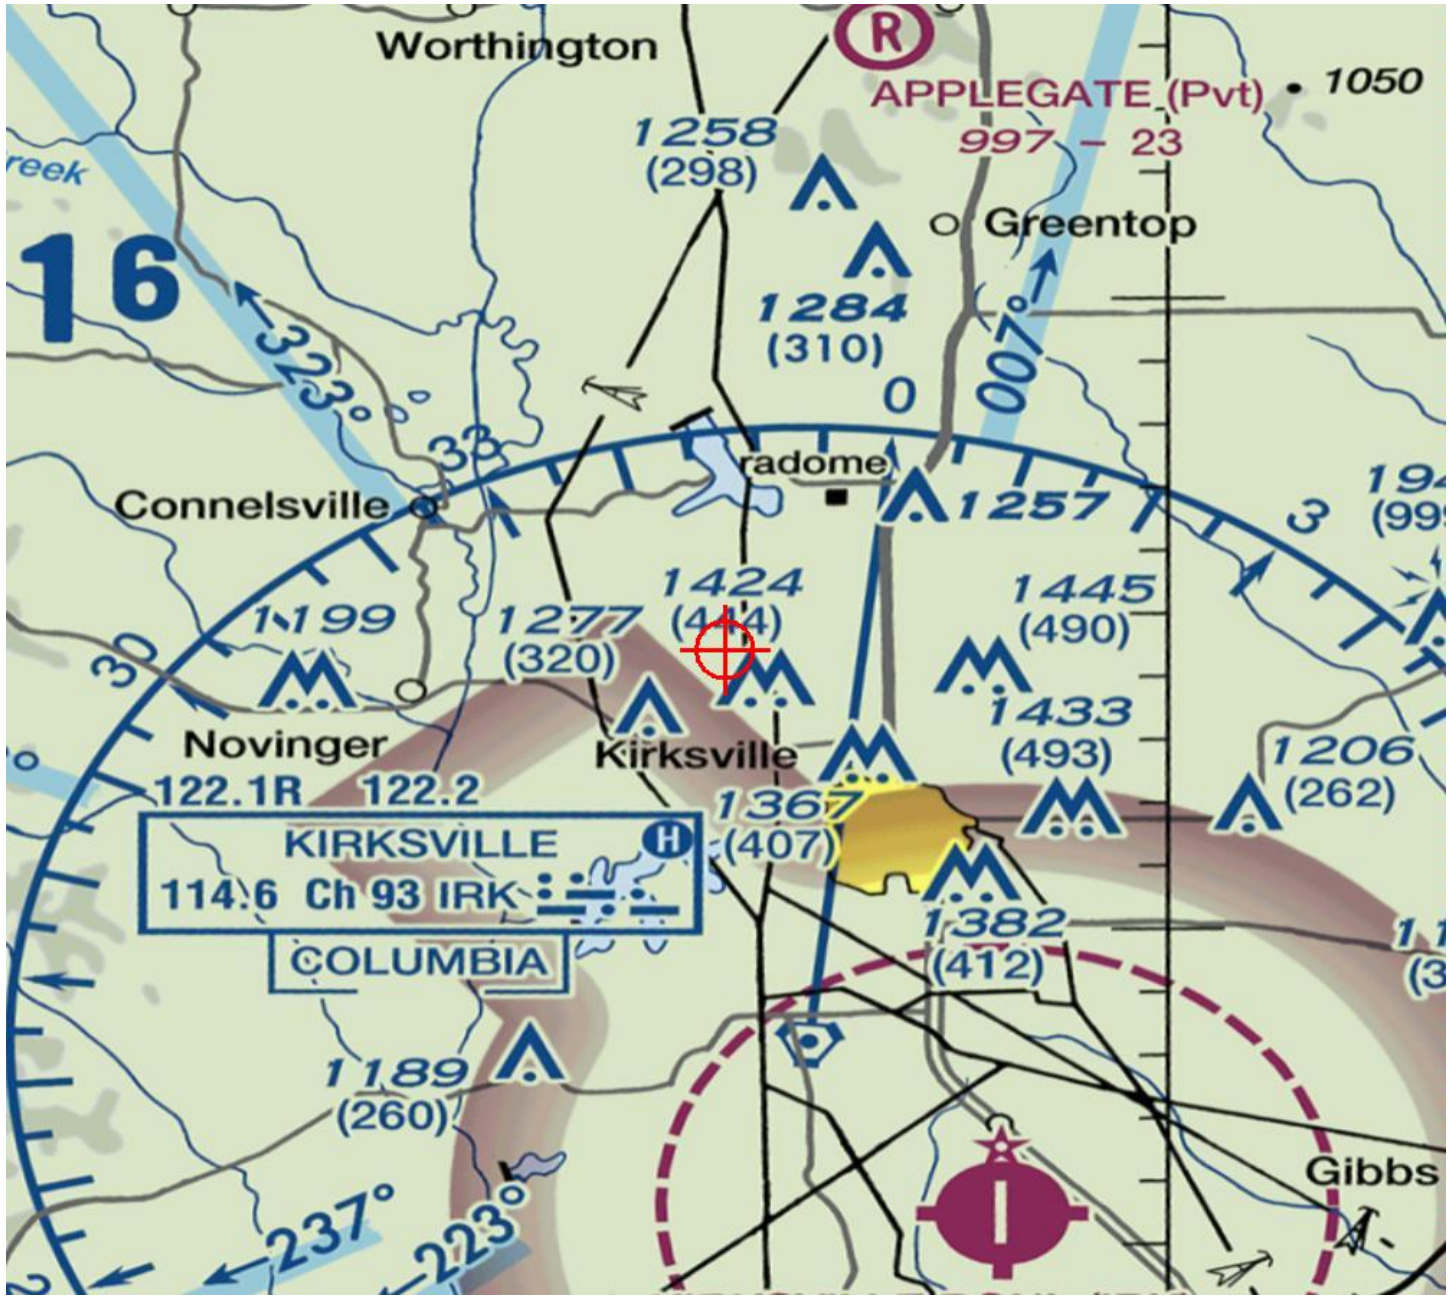 Worthington
R
APPLEGATE (Pvt)
997 - 23
1050
1258
(298)
reek
16
Greentop
1284
(310)
007°
323°
0
33
radome
1257
Connelsville
3
1424
(444)
1445
(490)
1199
1277
(320)
30
1433
(493)
Novinger
Kirksville
1206
(262)
122.1R 122.2
1367
(407)
KIRKSVILLE H
114.6 Ch 93 IRK
1382
(412)
COLUMBIA
1189
(260)
Gibbs
237°
223°